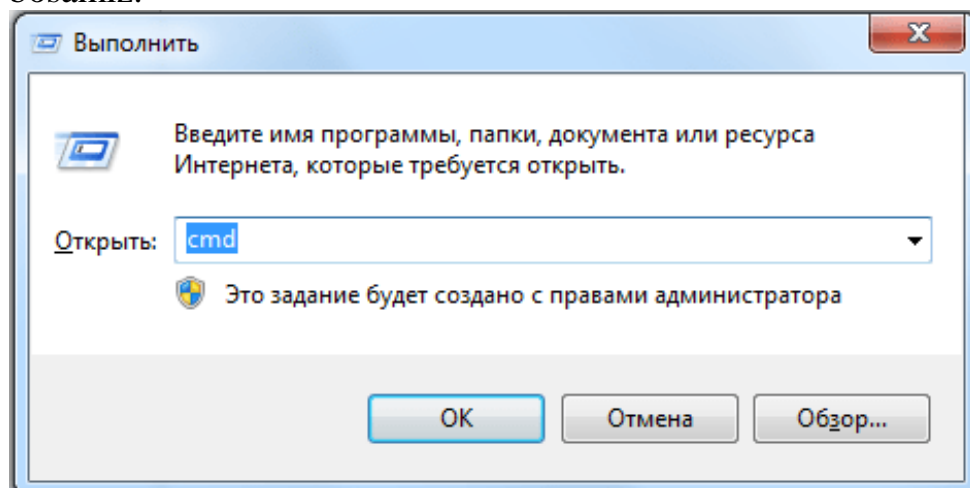 Выполнить
Введите имя программы, папки, документа или ресурса
Интернета, которые требуется открыть.
Открыть: cmd
Это задание будет создано с правами администратора
OK Отмена Обзор...